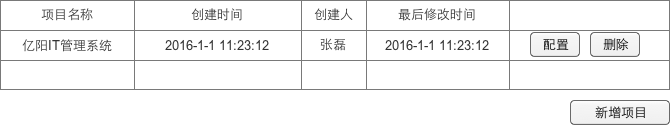 项目名称 创建时间 创建人 最后修改时间
亿阳IT管理系统 2016-1-1 11:23:12 张磊 2016-1-1 11:23:12 配置 删除
新增项目